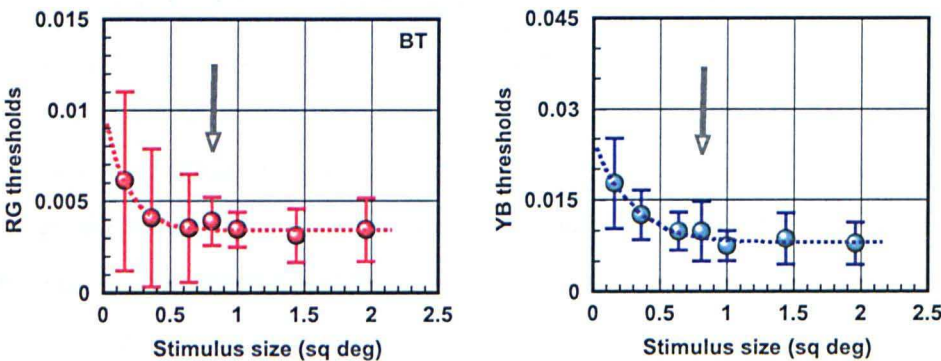 BT
RG thresholds
0.015
0.01
0.005
0
0 0.5 1 1.5 2 2.5
Stimulus size (sq deg)
YB thresholds
0.045
0.03
0.015
0
0 0.5 1 1.5 2 2.5
Stimulus size (sq deg)